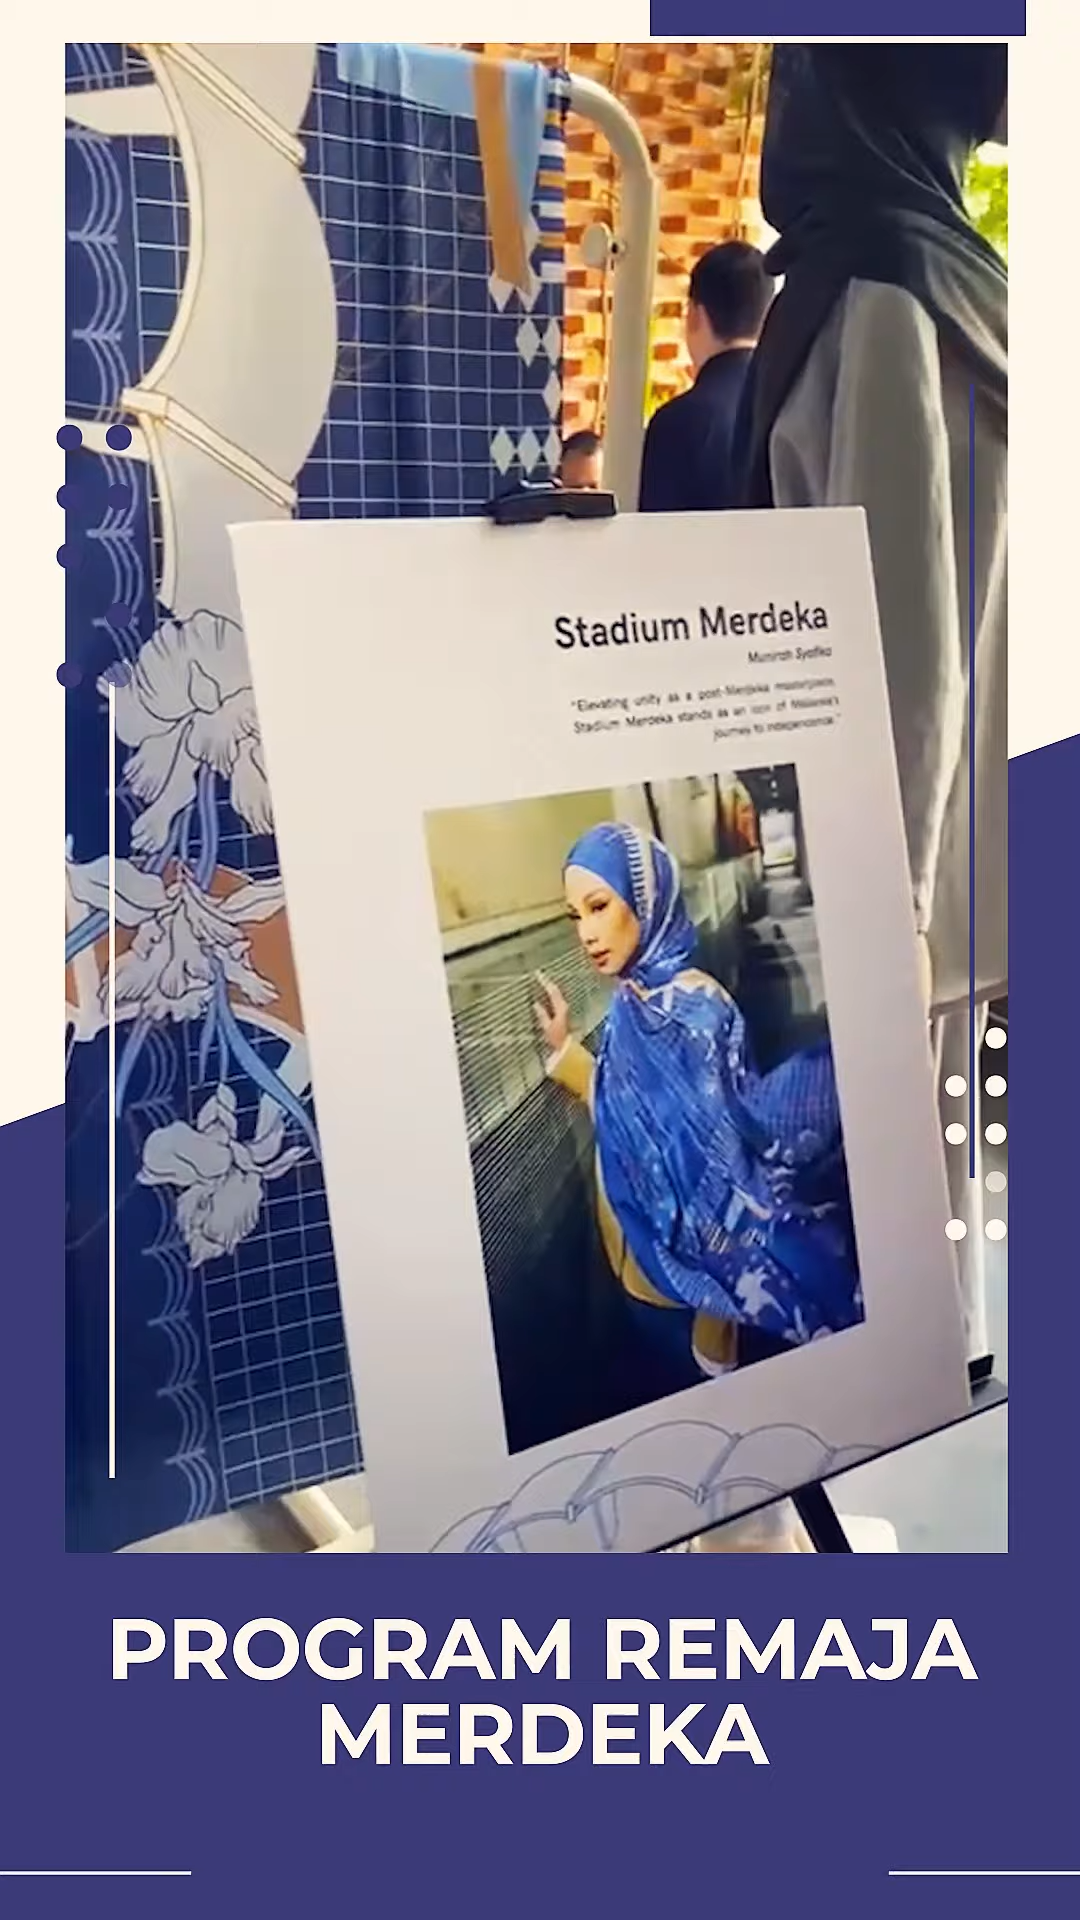 Stadium Merdeka
Munirah Syafika
"Elevating unity as a post-Merdeka masterpiece,
Stadium Merdeka stands as an icon of Malaysia's
journey to independence."
PROGRAM REMAJA
MERDEKA